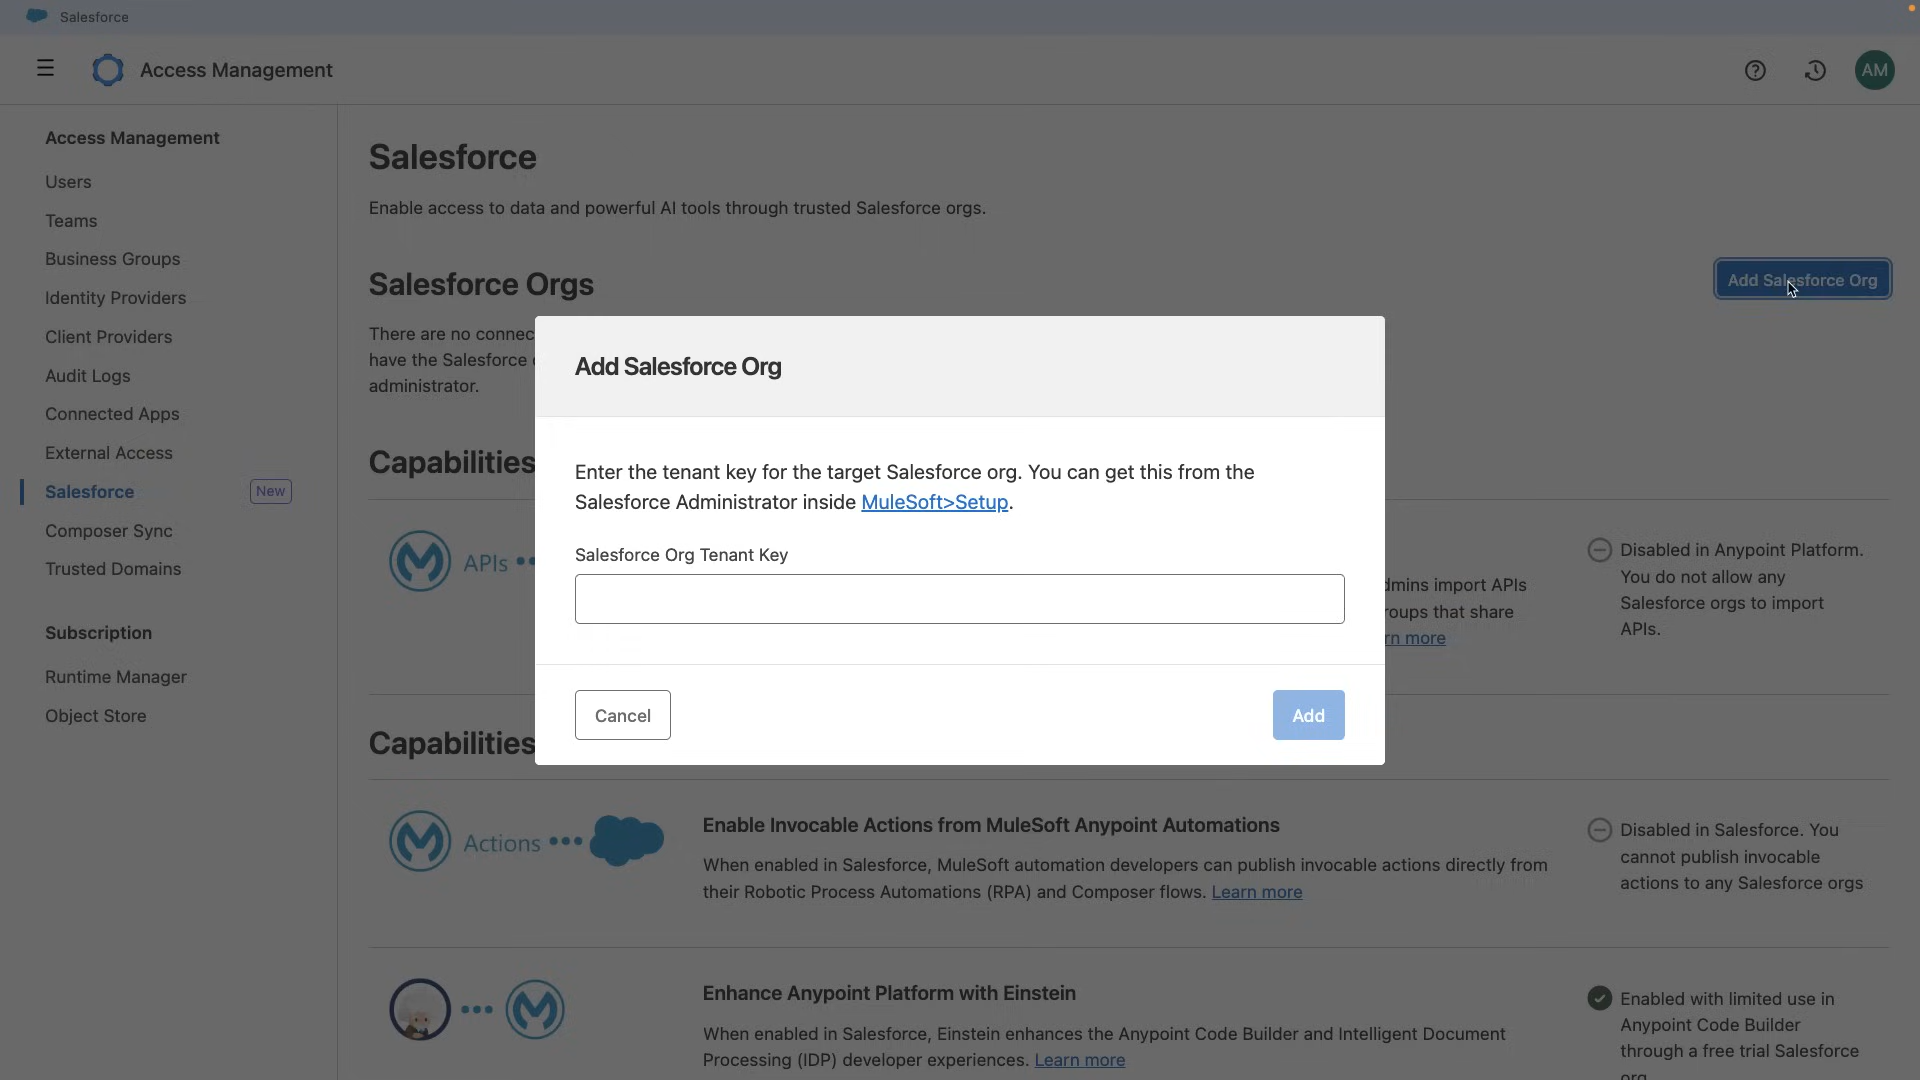 Salesforce
Access Management
AM
Access Management
Users
Teams
Business Groups
Identity Providers
Client Providers
Audit Logs
Connected Apps
External Access
Salesforce New
Composer Sync
Trusted Domains
Subscription
Runtime Manager
Object Store
Salesforce
Enable access to data and powerful AI tools through trusted Salesforce orgs.
Salesforce Orgs
Add Salesforce Org
There are no connec
have the Salesforce
administrator.
Add Salesforce Org
Enter the tenant key for the target Salesforce org. You can get this from the
Salesforce Administrator inside MuleSoft>Setup.
Salesforce Org Tenant Key
Cancel
Add
Capabilities
APIs
dmins import APIs
roups that share
rn more
Disabled in Anypoint Platform.
You do not allow any
Salesforce orgs to import
APIs.
Capabilities
Actions
Enable Invocable Actions from MuleSoft Anypoint Automations
When enabled in Salesforce, MuleSoft automation developers can publish invocable actions directly from
their Robotic Process Automations (RPA) and Composer flows. Learn more
Disabled in Salesforce. You
cannot publish invocable
actions to any Salesforce orgs
Enhance Anypoint Platform with Einstein
When enabled in Salesforce, Einstein enhances the Anypoint Code Builder and Intelligent Document
Processing (IDP) developer experiences. Learn more
Enabled with limited use in
Anypoint Code Builder
through a free trial Salesforce
org